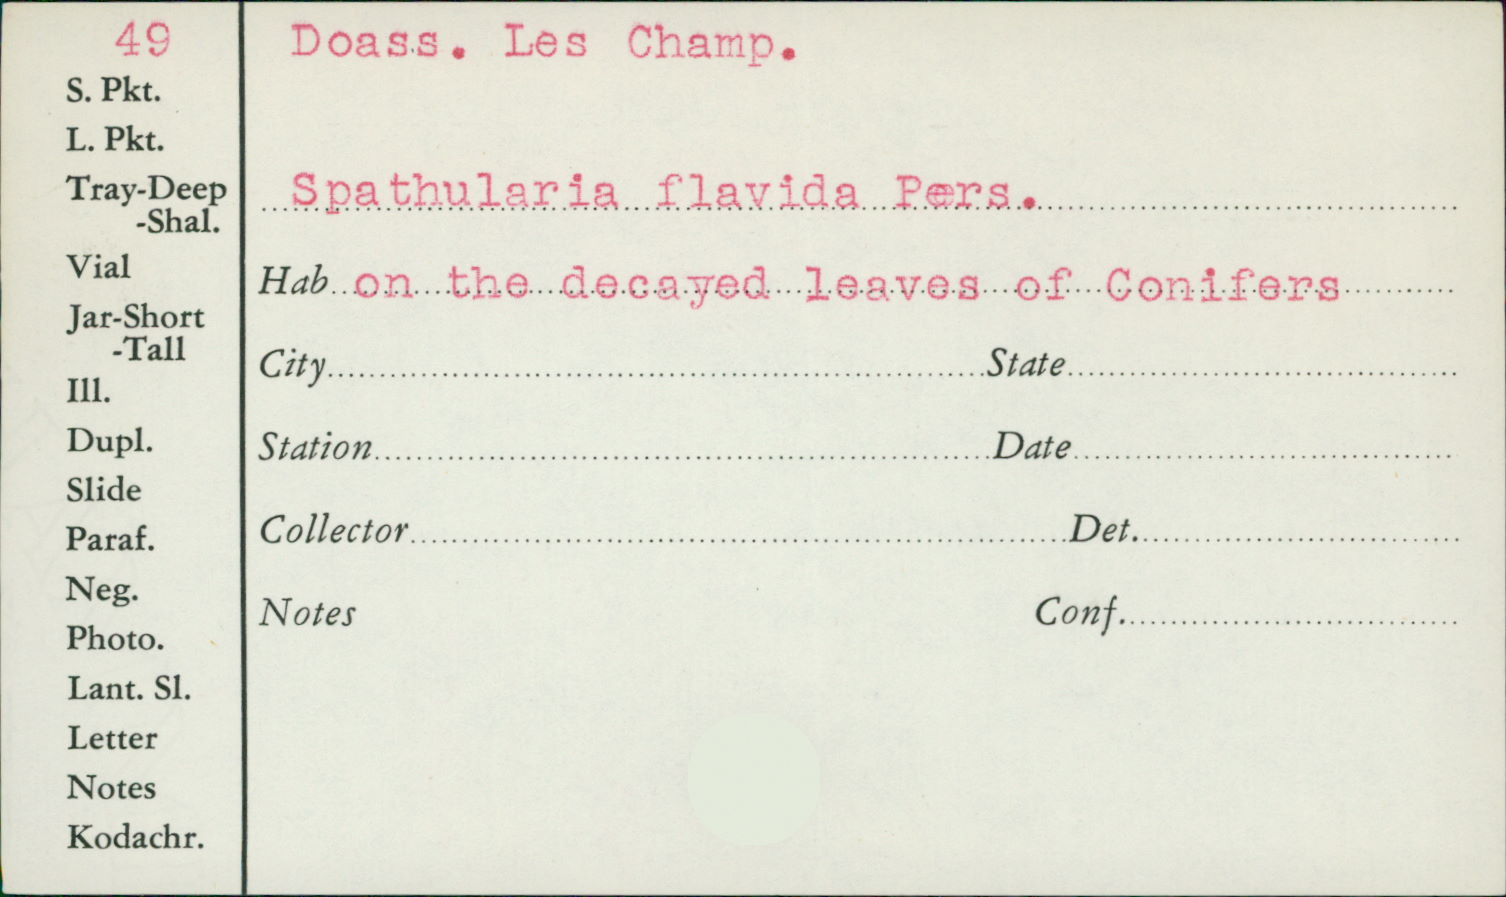 49
Doass. Les Champ.
S. Pkt.
L. Pkt.
Tray-Deep
-Shal.
Spathularia flavida Pers.
Vial
Hab on the decayed leaves of Conifers
Jar-Short
-Tall
City State
Ill.
Dupl.
Station Date
Slide
Paraf.
Collector Det.
Neg.
Notes Conf.
Photo.
Lant. Sl.
Letter
Notes
Kodachr.